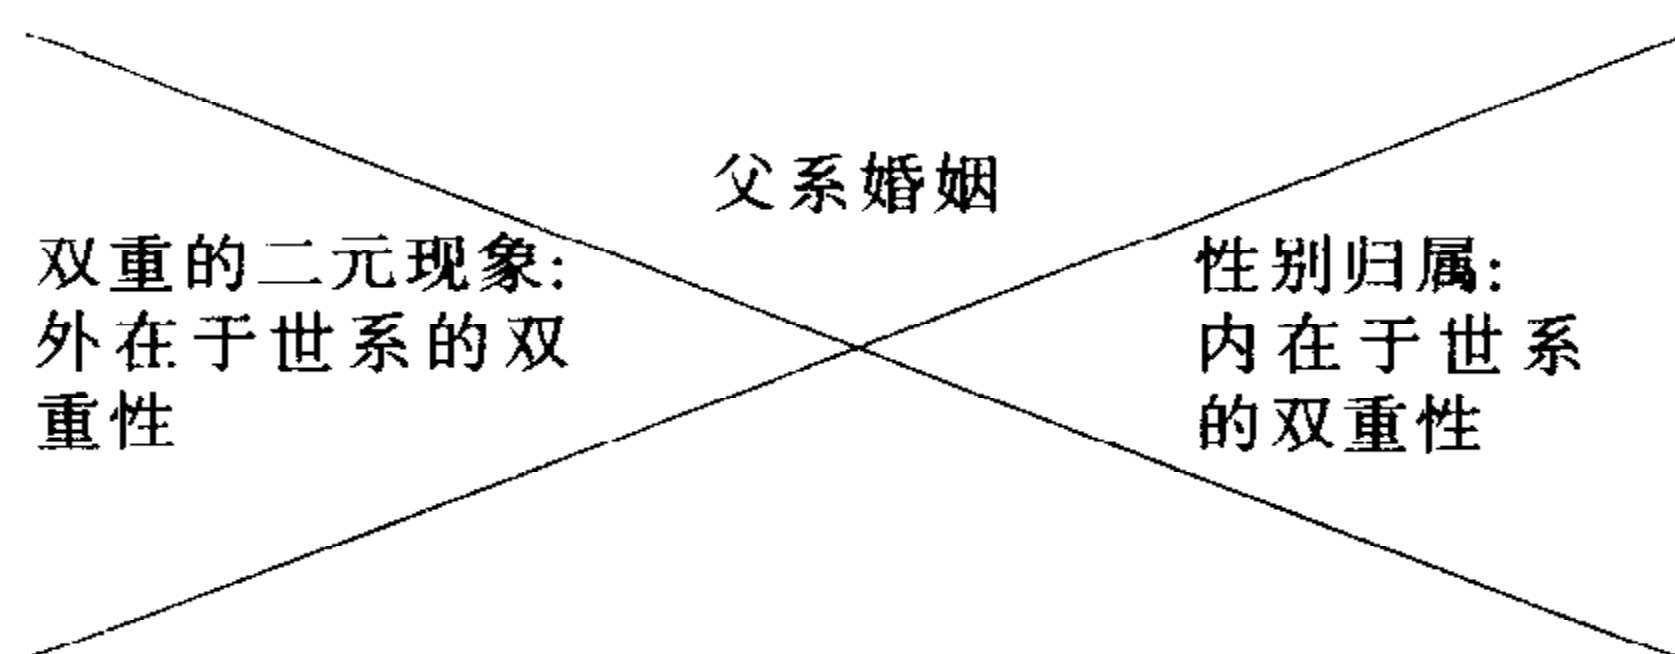 父系婚姻
双重的二元现象:
外在于世系的双
重性
性别归属:
内在于世系
的双重性